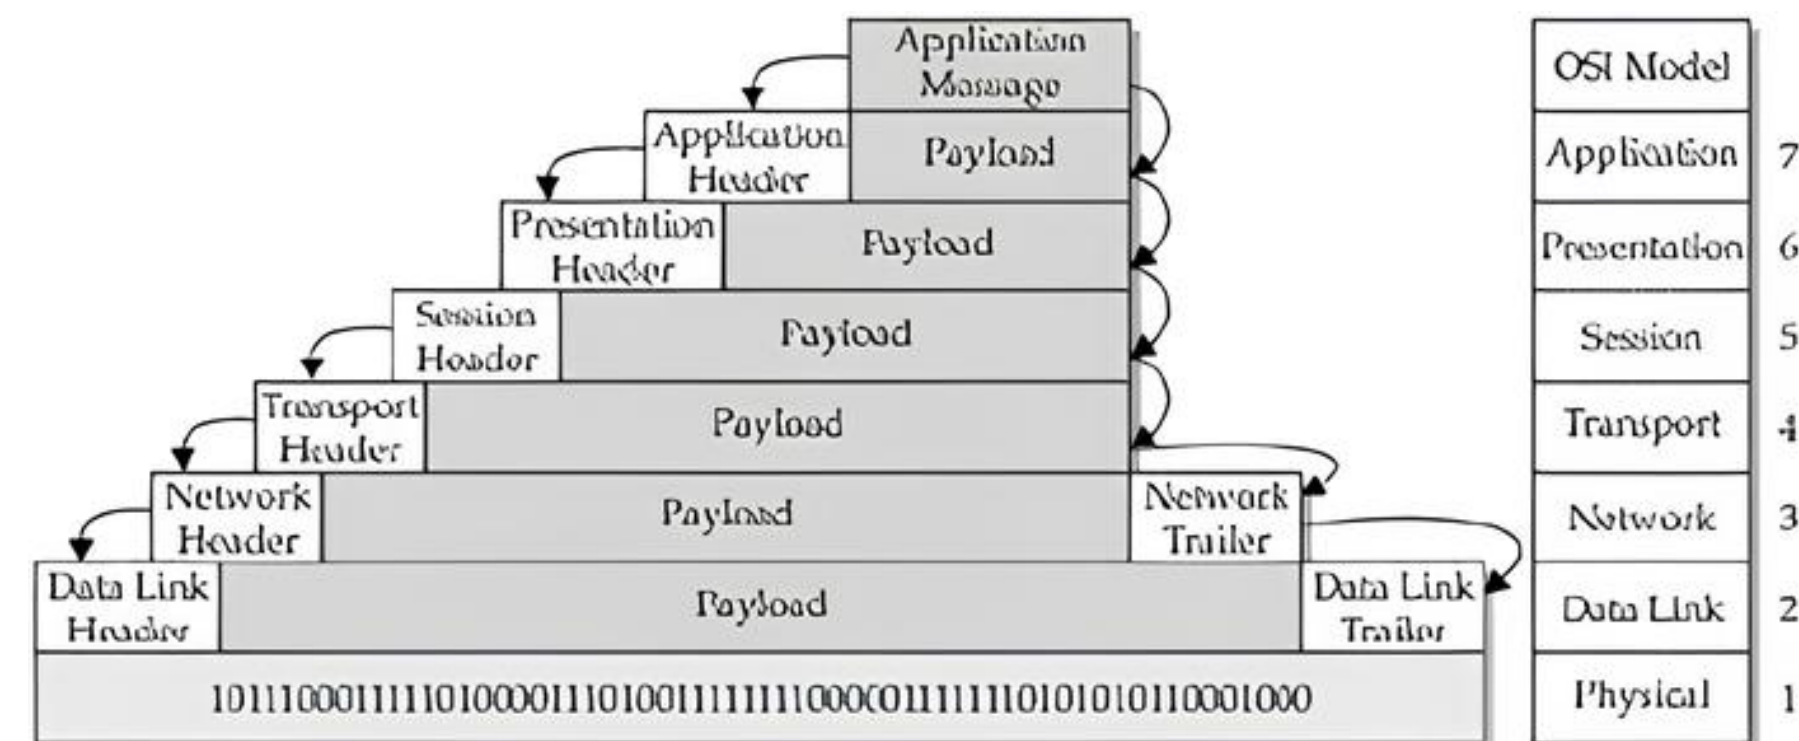 Application
Message
OSI Model
Application
Header
Payload
Application
7
Presentation
Header
Payload
Presentation
6
Session
Header
Payload
Session
5
Transport
Header
Payload
Transport
4
Network
Header
Payload
Network
Trailer
Network
3
Data Link
Header
Payload
Data Link
Trailer
Data Link
2
Physical
1